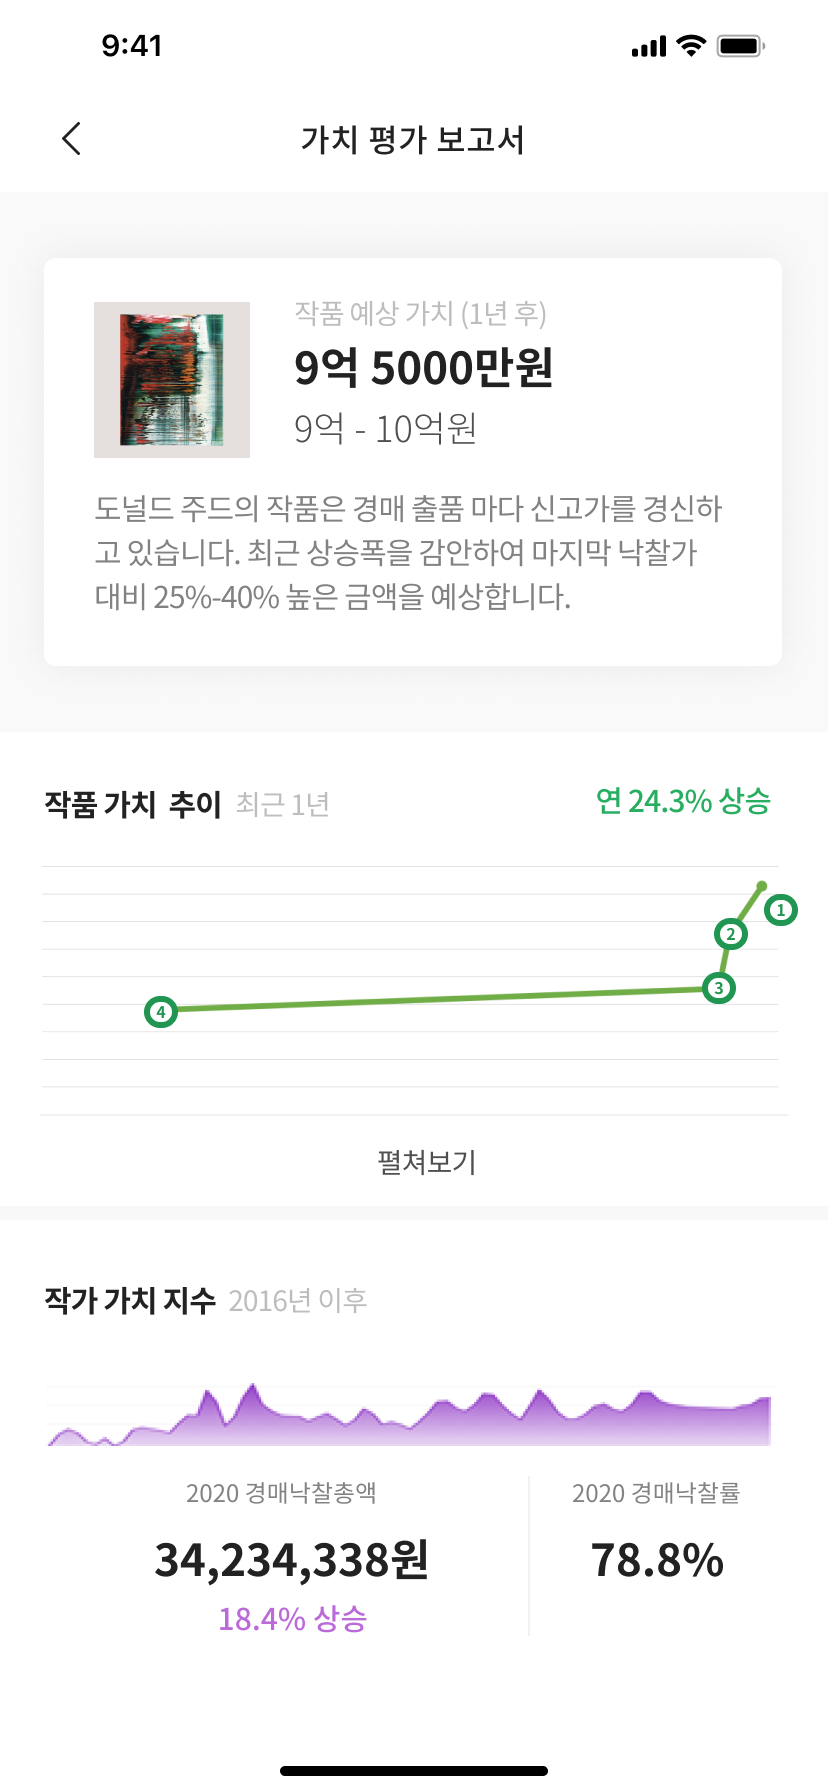 9:41
가치 평가 보고서
작품 예상 가치 (1년 후)
9억 5000만원
9억 - 10억원
도널드 주드의 작품은 경매 출품 마다 신고가를 경신하
고 있습니다. 최근 상승폭을 감안하여 마지막 낙찰가
대비 25%-40% 높은 금액을 예상합니다.
작품 가치 추이 최근 1년
연 24.3% 상승
1
2
3
4
펼쳐보기
작가 가치 지수 2016년 이후
2020 경매낙찰총액
34,234,338원
18.4% 상승
2020 경매낙찰률
78.8%